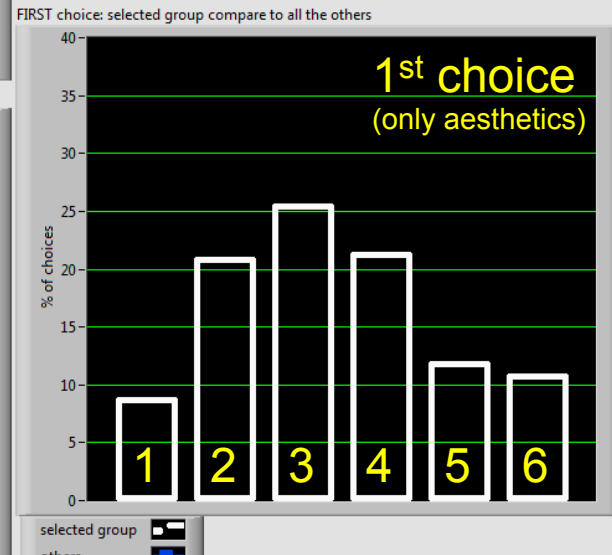 FIRST choice: selected group compare to all the others
1st choice
(only aesthetics)
40
35
30
25
20
15
10
5
0
% of choices
1 2 3 4 5 6
selected group
others